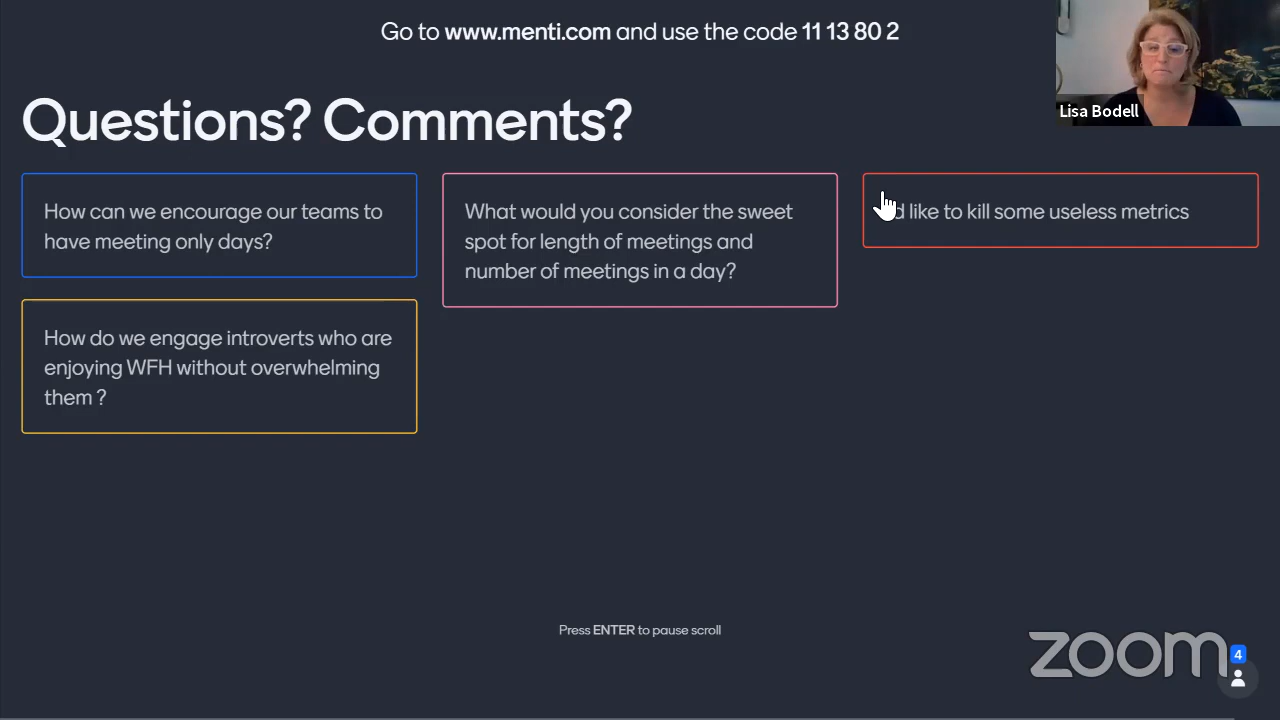 Go to www.menti.com and use the code 11 13 80 2
Lisa Bodell
Questions? Comments?
How can we encourage our teams to
have meeting only days?
What would you consider the sweet
spot for length of meetings and
number of meetings in a day?
like to kill some useless metrics
How do we engage introverts who are
enjoying WFH without overwhelming
them ?
Press ENTER to pause scroll
zoom
4